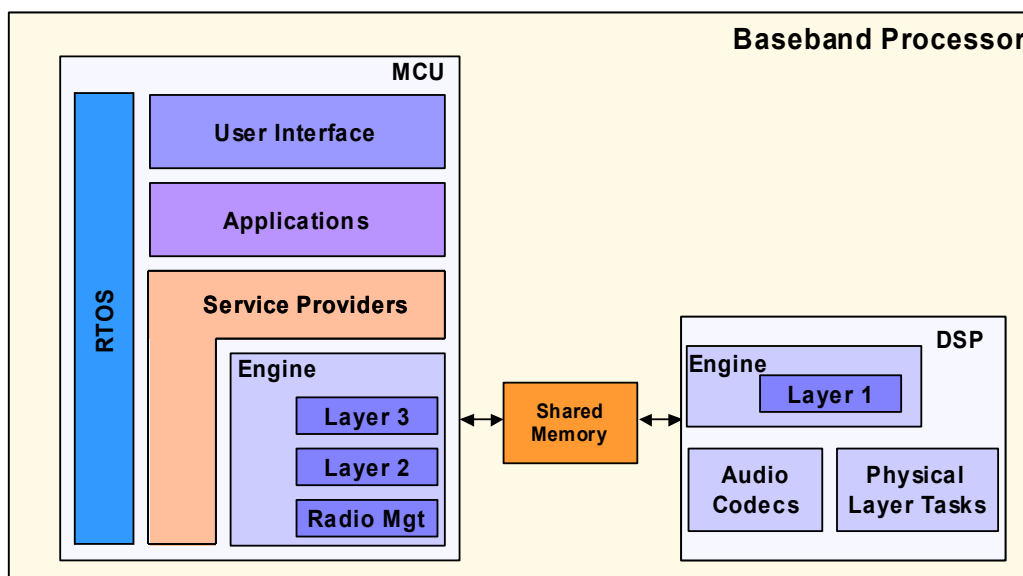 Baseband Processor
MCU
RTOS
User Interface
Applications
Service Providers
Engine
Layer 3
Layer 2
Radio Mgt
Shared
Memory
DSP
Engine
Layer 1
Audio
Codecs
Physical
Layer Tasks